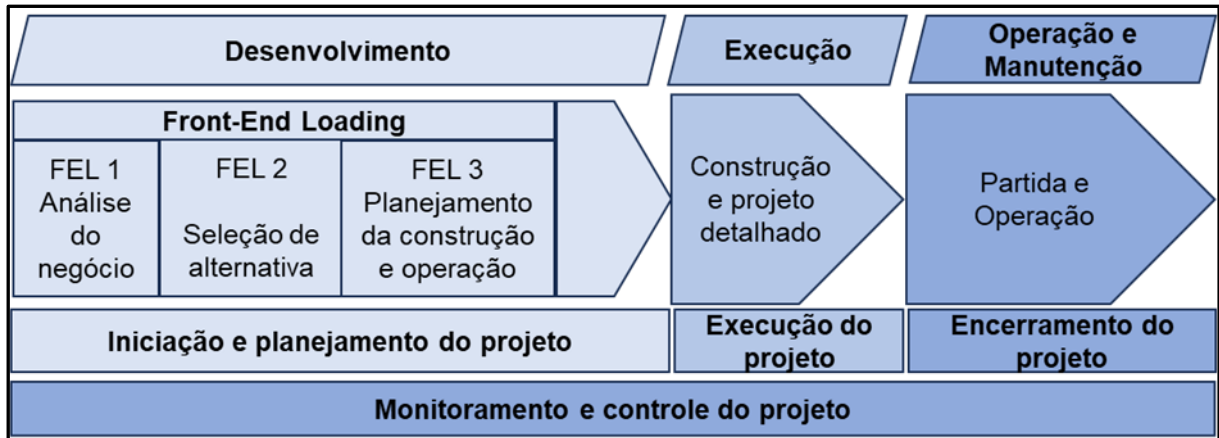 Desenvolvimento
Execução
Operação e
Manutenção
Front-End Loading
FEL 1
Análise
do
negócio
FEL 2
Seleção de
alternativa
FEL 3
Planejamento
da construção
e operação
Construção
e projeto
detalhado
Partida e
Operação
Iniciação e planejamento do projeto
Execução do
projeto
Encerramento do
projeto
Monitoramento e controle do projeto